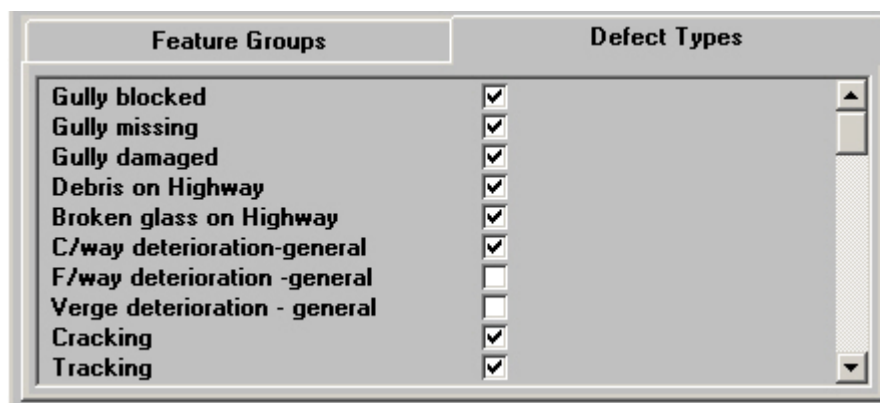 Feature Groups
Defect Types
Gully blocked
Gully missing
Gully damaged
Debris on Highway
Broken glass on Highway
C/way deterioration-general
F/way deterioration -general
Verge deterioration - general
Cracking
Tracking